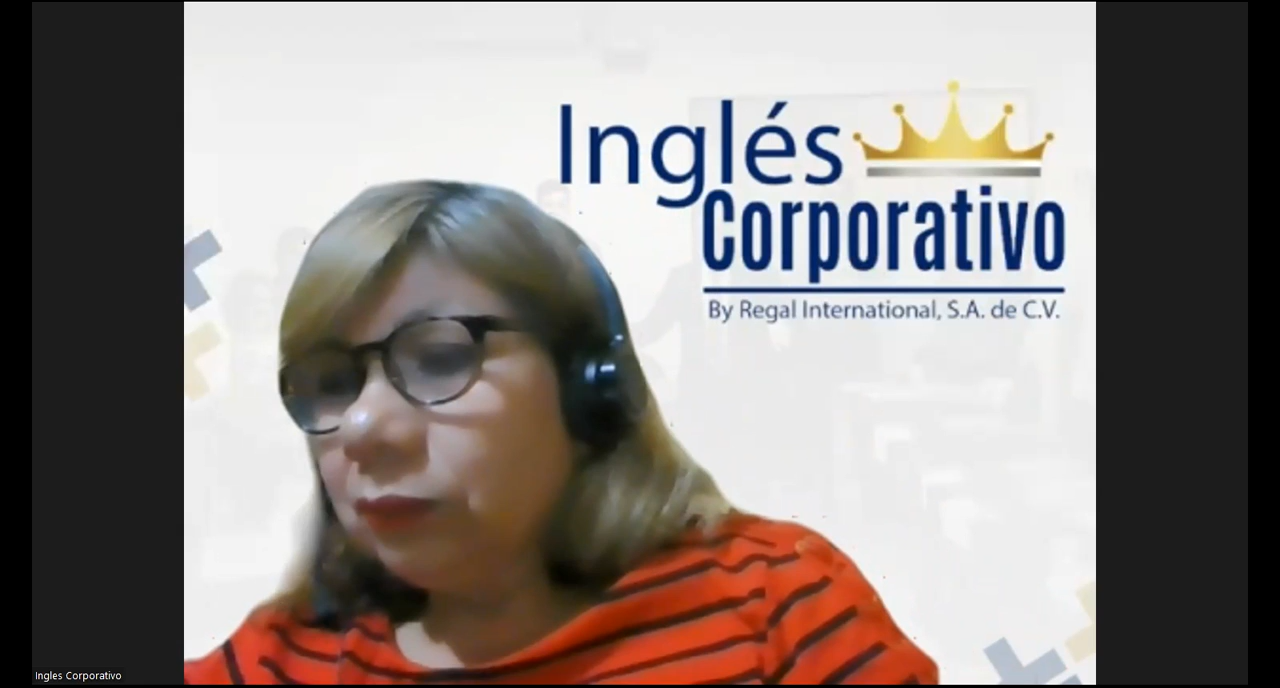 Inglés
Corporativo
By Regal International, S.A. de C.V.
Ingles Corporativo